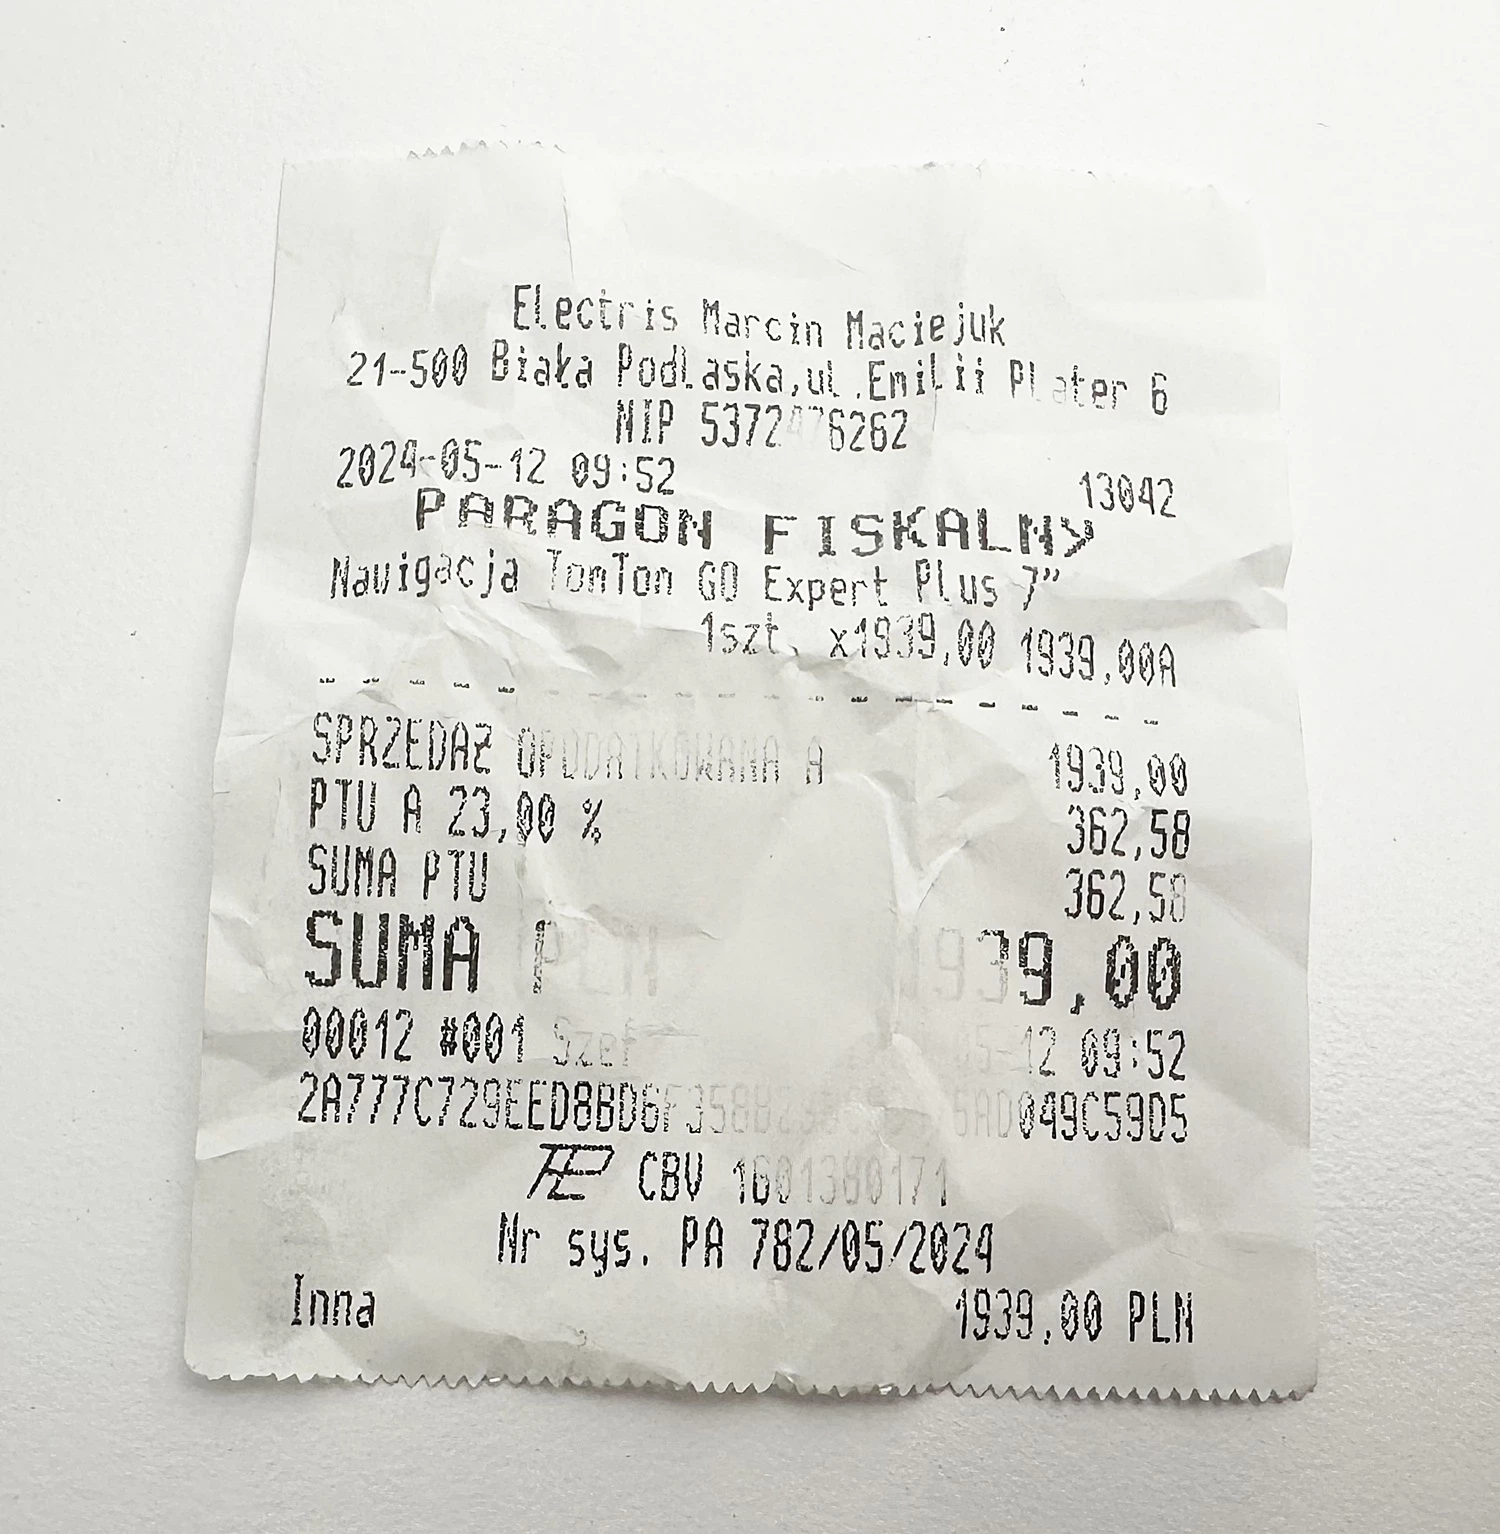 Electris Marcin Maciejuk
21-500 Biała Podlaska,ul.Emilii Plater 6
NIP
2024-05-12 09:52 13042
PARAGON FISKALNY
Nawigacja TomTom GO Expert Plus 7"
1szt. x1939,00 1939,00A
SPRZEDAŻ OPODATKOWANA A 1939,00
PTU A 23,00 % 362,58
SUMA PTU 362,58
SUMA PLN 1939,00
00012 #001 Szef 09:52
CBV 1601380171
Nr sys. PA 782/05/2024
Inna 1939,00 PLN